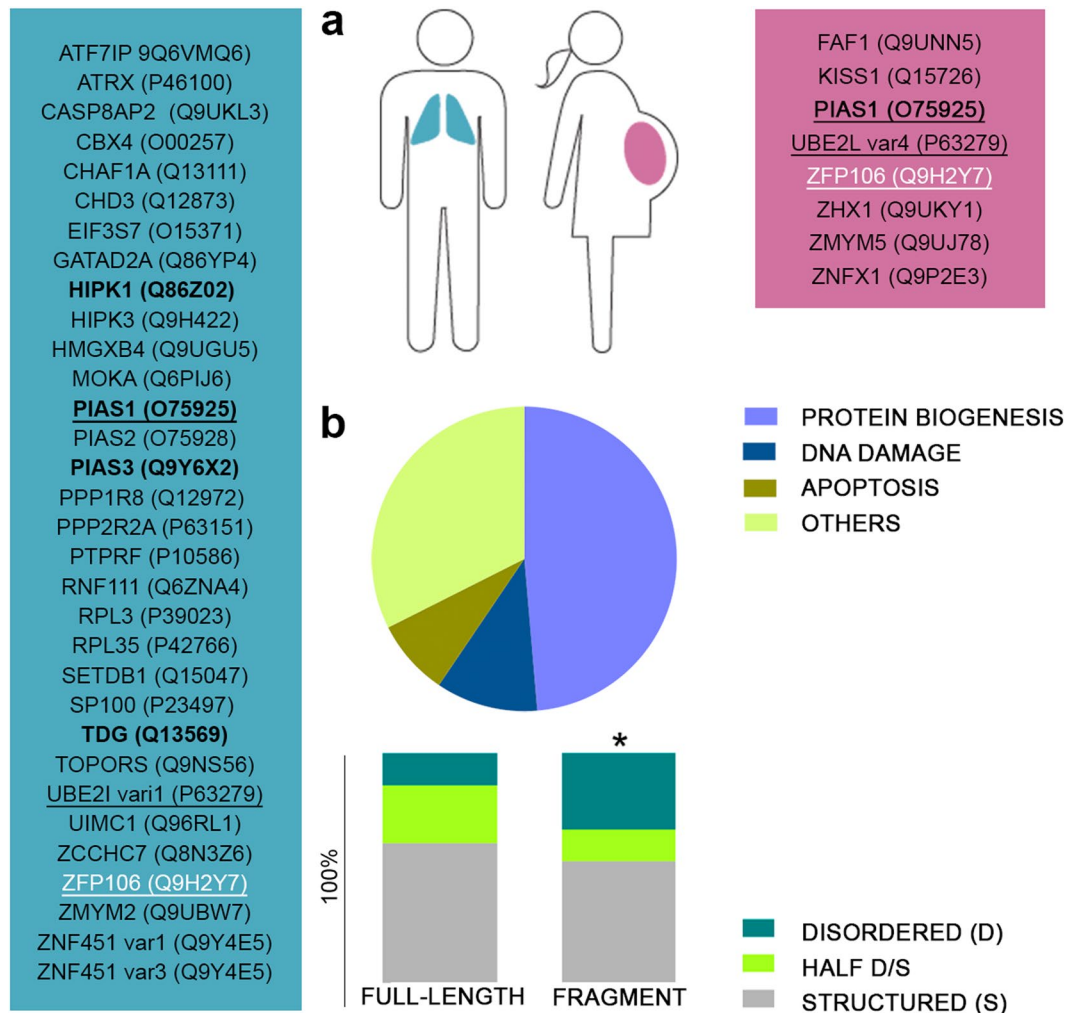 ATF7IP 9Q6VMQ6)
ATRX (P46100)
CASP8AP2 (Q9UKL3)
CBX4 (O00257)
CHAF1A (Q13111)
CHD3 (Q12873)
EIF3S7 (O15371)
GATAD2A (Q86YP4)
HIPK1 (Q86Z02)
HIPK3 (Q9H422)
HMGXB4 (Q9UGU5)
MOKA (Q6PIJ6)
PIAS1 (O75925)
PIAS2 (O75928)
PIAS3 (Q9Y6X2)
PPP1R8 (Q12972)
PPP2R2A (P63151)
PTPRF (P10586)
RNF111 (Q6ZNA4)
RPL3 (P39023)
RPL35 (P42766)
SETDB1 (Q15047)
SP100 (P23497)
TDG (Q13569)
TOPORS (Q9NS56)
UBE2I vari1 (P63279)
UIMC1 (Q96RL1)
ZCCHC7 (Q8N3Z6)
ZFP106 (Q9H2Y7)
ZMYM2 (Q9UBW7)
ZNF451 var1 (Q9Y4E5)
ZNF451 var3 (Q9Y4E5)
a
FAF1 (Q9UNN5)
KISS1 (Q15726)
PIAS1 (O75925)
UBE2L var4 (P63279)
ZFP106 (Q9H2Y7)
ZHX1 (Q9UKY1)
ZMYM5 (Q9UJ78)
ZNFX1 (Q9P2E3)
b
PROTEIN BIOGENESIS
DNA DAMAGE
APOPTOSIS
OTHERS
100%
*
FULL-LENGTH
FRAGMENT
DISORDERED (D)
HALF D/S
STRUCTURED (S)